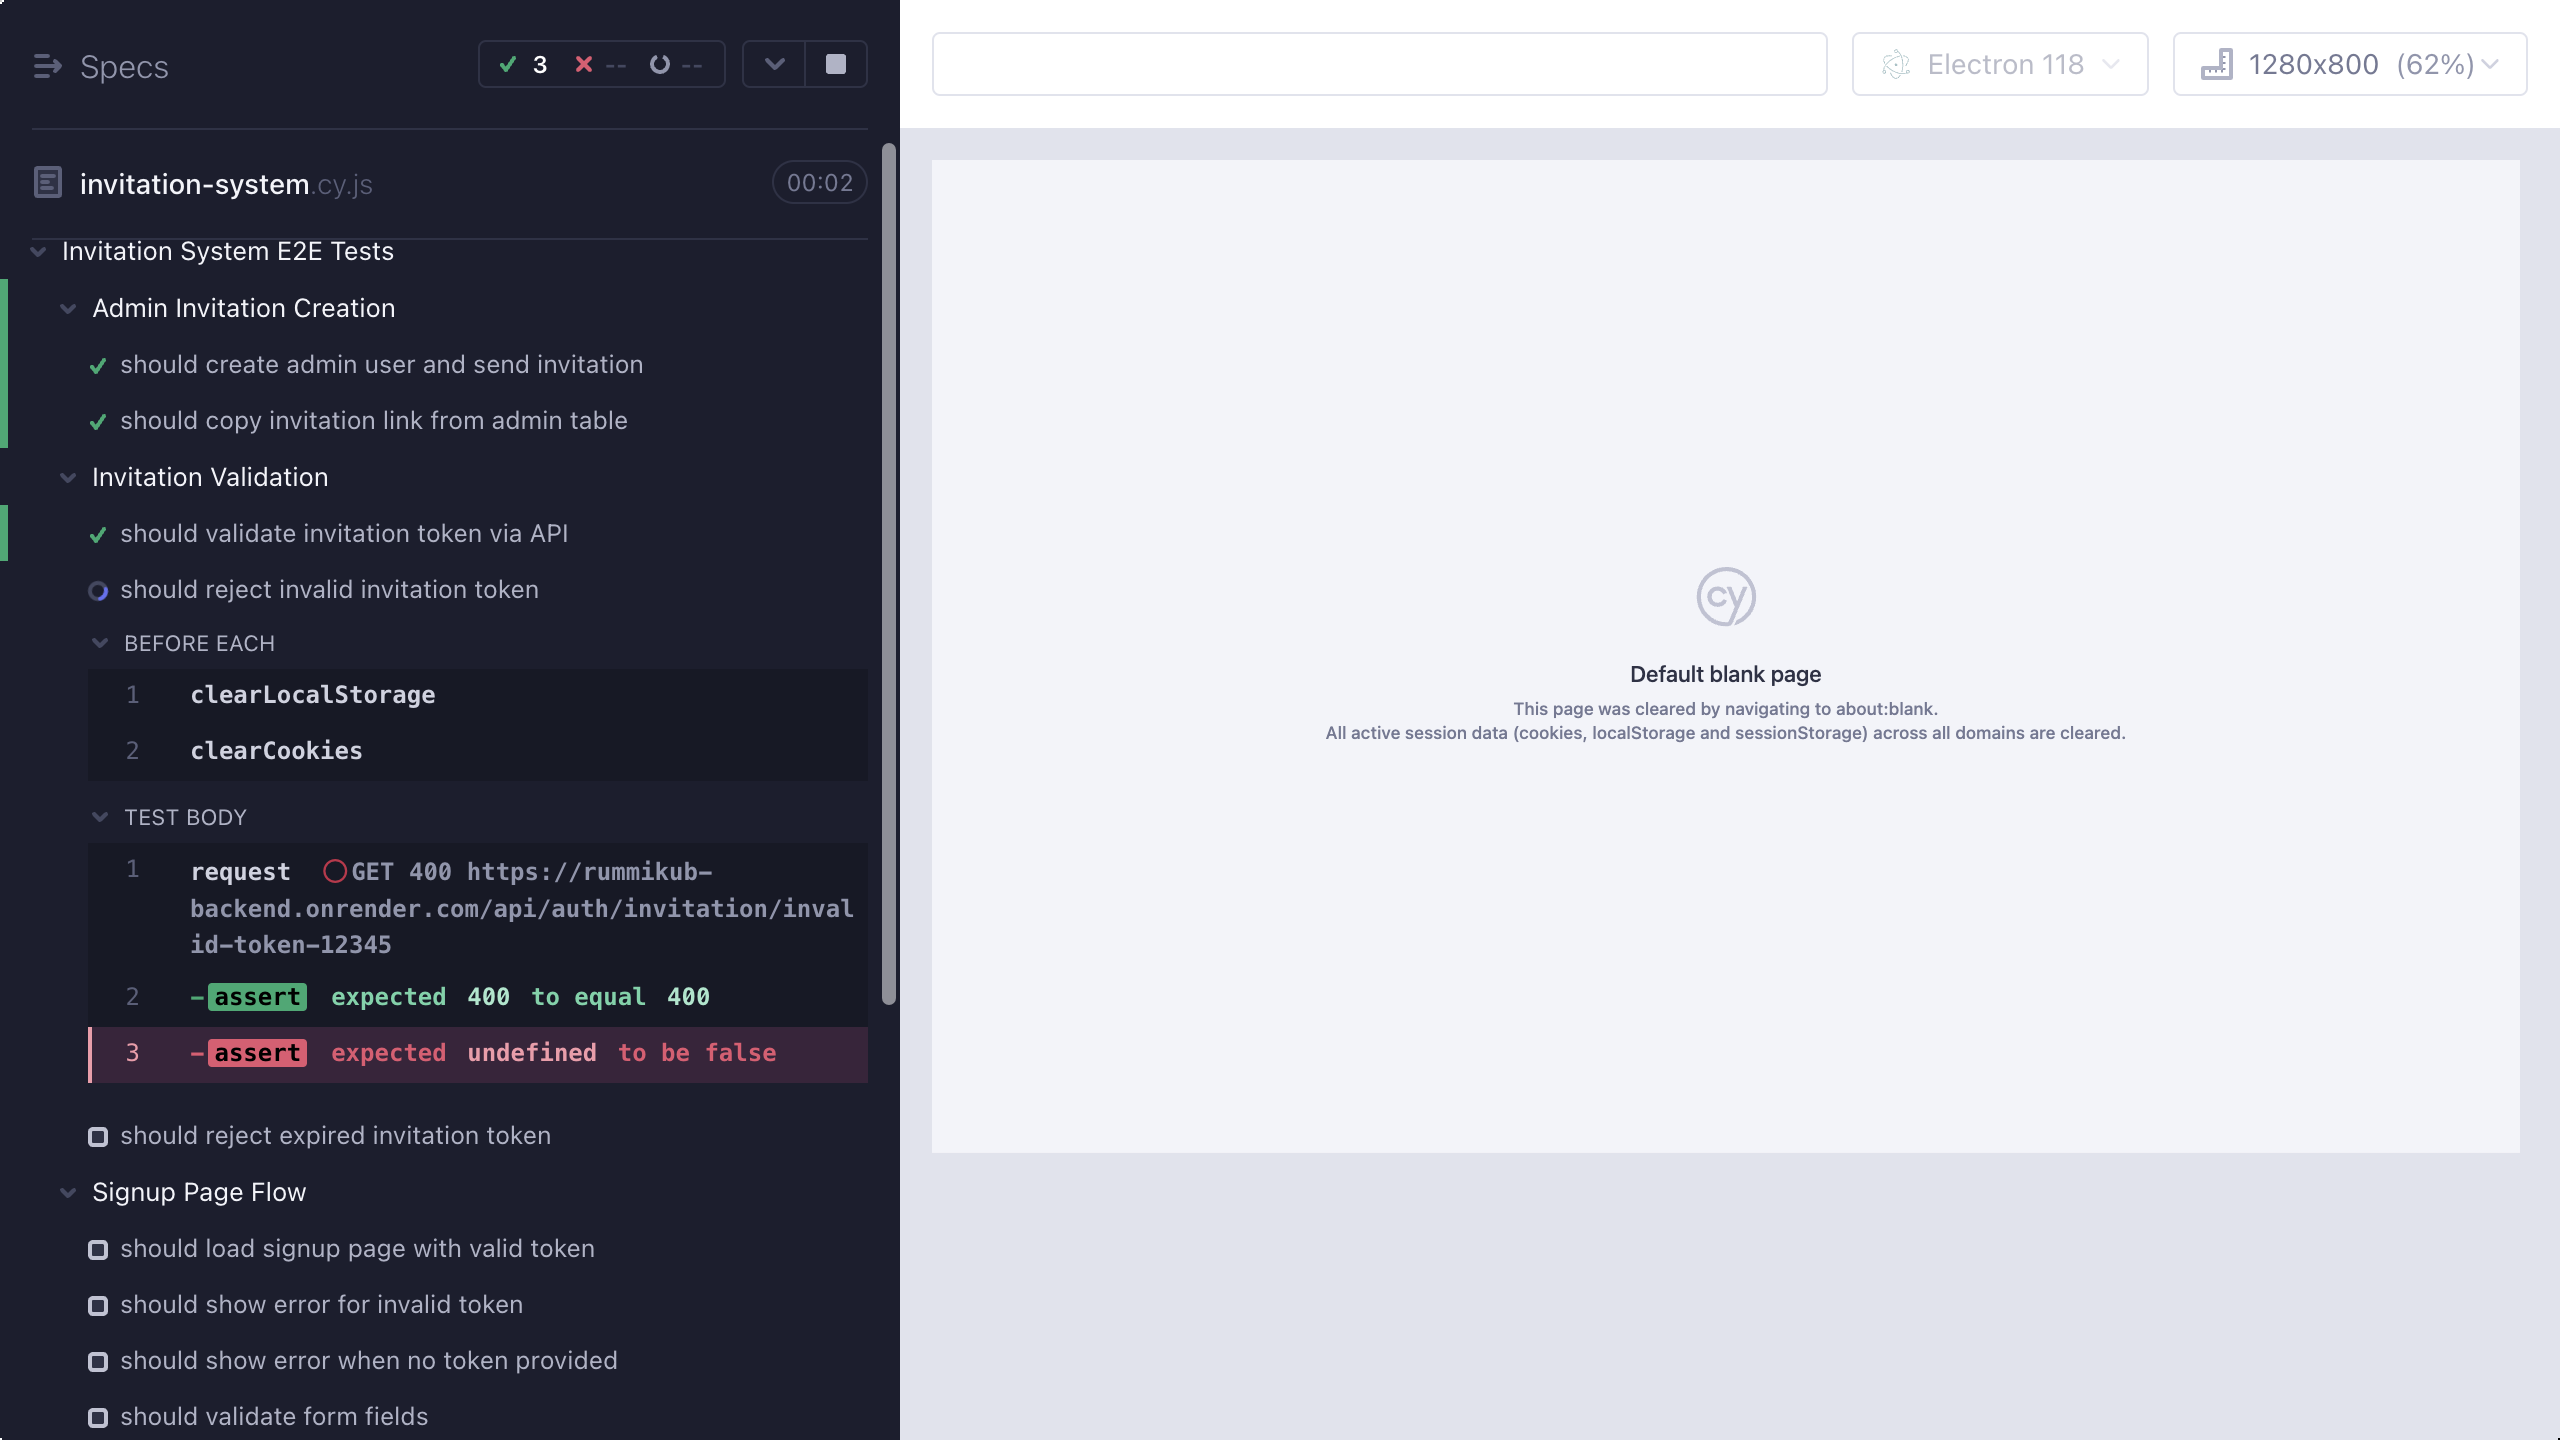 Specs
3 -- --
invitation-system.cy.js 00:02
Invitation System E2E Tests
Admin Invitation Creation
should create admin user and send invitation
should copy invitation link from admin table
Invitation Validation
should validate invitation token via API
should reject invalid invitation token
BEFORE EACH
1 clearLocalStorage
2 clearCookies
TEST BODY
1 request GET 400 https://rummikub-
backend.onrender.com/api/auth/invitation/inval
id-token-12345
2 -assert expected 400 to equal 400
3 -assert expected undefined to be false
should reject expired invitation token
Signup Page Flow
should load signup page with valid token
should show error for invalid token
should show error when no token provided
should validate form fields
Electron 118
1280x800 (62%)
cy
Default blank page
This page was cleared by navigating to about:blank.
All active session data (cookies, localStorage and sessionStorage) across all domains are cleared.